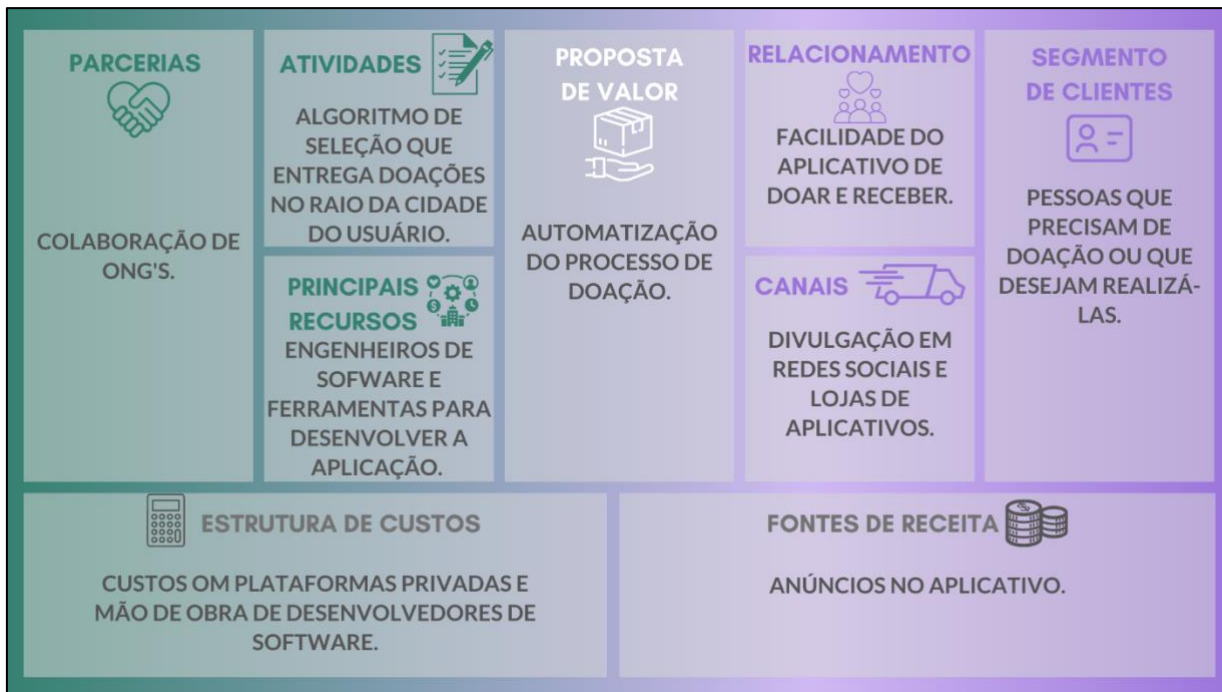 PARCERIAS
COLABORAÇÃO DE
ONG'S.
ATIVIDADES
ALGORITMO DE
SELEÇÃO QUE
ENTREGA DOAÇÕES
NO RAIO DA CIDADE
DO USUÁRIO.
PRINCIPAIS
RECURSOS
ENGENHEIROS DE
SOFWARE E
FERRAMENTAS PARA
DESENVOLVER A
APLICAÇÃO.
PROPOSTA
DE VALOR
AUTOMATIZAÇÃO
DO PROCESSO DE
DOAÇÃO.
RELACIONAMENTO
FACILIDADE DO
APLICATIVO DE
DOAR E RECEBER.
CANAIS
DIVULGAÇÃO EM
REDES SOCIAIS E
LOJAS DE
APLICATIVOS.
SEGMENTO
DE CLIENTES
PESSOAS QUE
PRECISAM DE
DOAÇÃO OU QUE
DESEJAM REALIZÁ-
LAS.
ESTRUTURA DE CUSTOS
CUSTOS OM PLATAFORMAS PRIVADAS E
MÃO DE OBRA DE DESENVOLVEDORES DE
SOFTWARE.
FONTES DE RECEITA
ANÚNCIOS NO APLICATIVO.